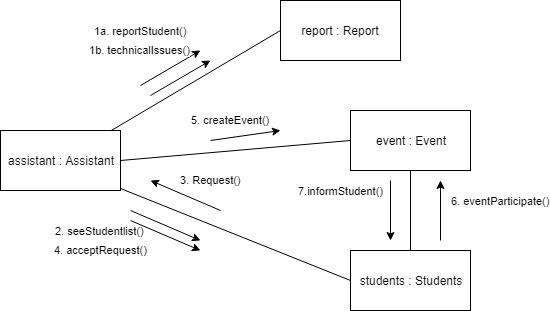 1a. reportStudent()
report : Report
1b. technicalIssues()
5. createEvent()
event : Event
assistant : Assistant
3. Request()
7.informStudent()
6. eventParticipate()
2. seeStudentlist()
4. acceptRequest()
students : Students